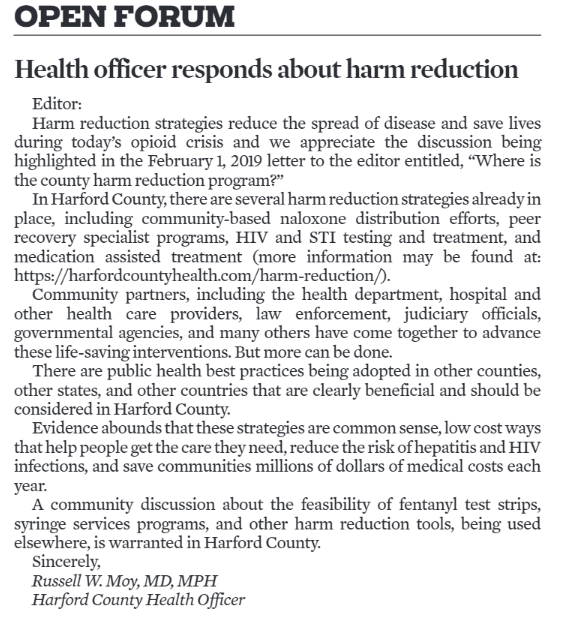 OPEN FORUM
Health officer responds about harm reduction
Editor:
Harm reduction strategies reduce the spread of disease and save lives
during today's opioid crisis and we appreciate the discussion being
highlighted in the February 1, 2019 letter to the editor entitled, “Where is
the county harm reduction program?”
In Harford County, there are several harm reduction strategies already in
place, including community-based naloxone distribution efforts, peer
recovery specialist programs, HIV and STI testing and treatment, and
medication assisted treatment (more information may be found at:
https://harfordcountyhealth.com/harm-reduction/).
Community partners, including the health department, hospital and
other health care providers, law enforcement, judiciary officials,
governmental agencies, and many others have come together to advance
these life-saving interventions. But more can be done.
There are public health best practices being adopted in other counties,
other states, and other countries that are clearly beneficial and should be
considered in Harford County.
Evidence abounds that these strategies are common sense, low cost ways
that help people get the care they need, reduce the risk of hepatitis and HIV
infections, and save communities millions of dollars of medical costs each
year.
A community discussion about the feasibility of fentanyl test strips,
syringe services programs, and other harm reduction tools, being used
elsewhere, is warranted in Harford County.
Sincerely,
Russell W. Moy, MD, MPH
Harford County Health Officer